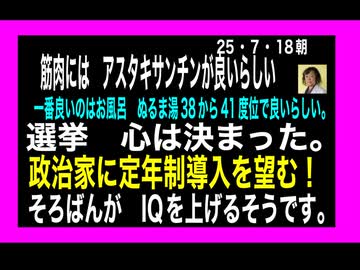 25・7・18朝
筋肉には　アスタキサンチンが良いらしい
一番良いのはお風呂　ぬるま湯38から41度位で良いらしい。
選挙　心は決まった。
政治家に定年制導入を望む！
そろばんが　IQを上げるそうです。